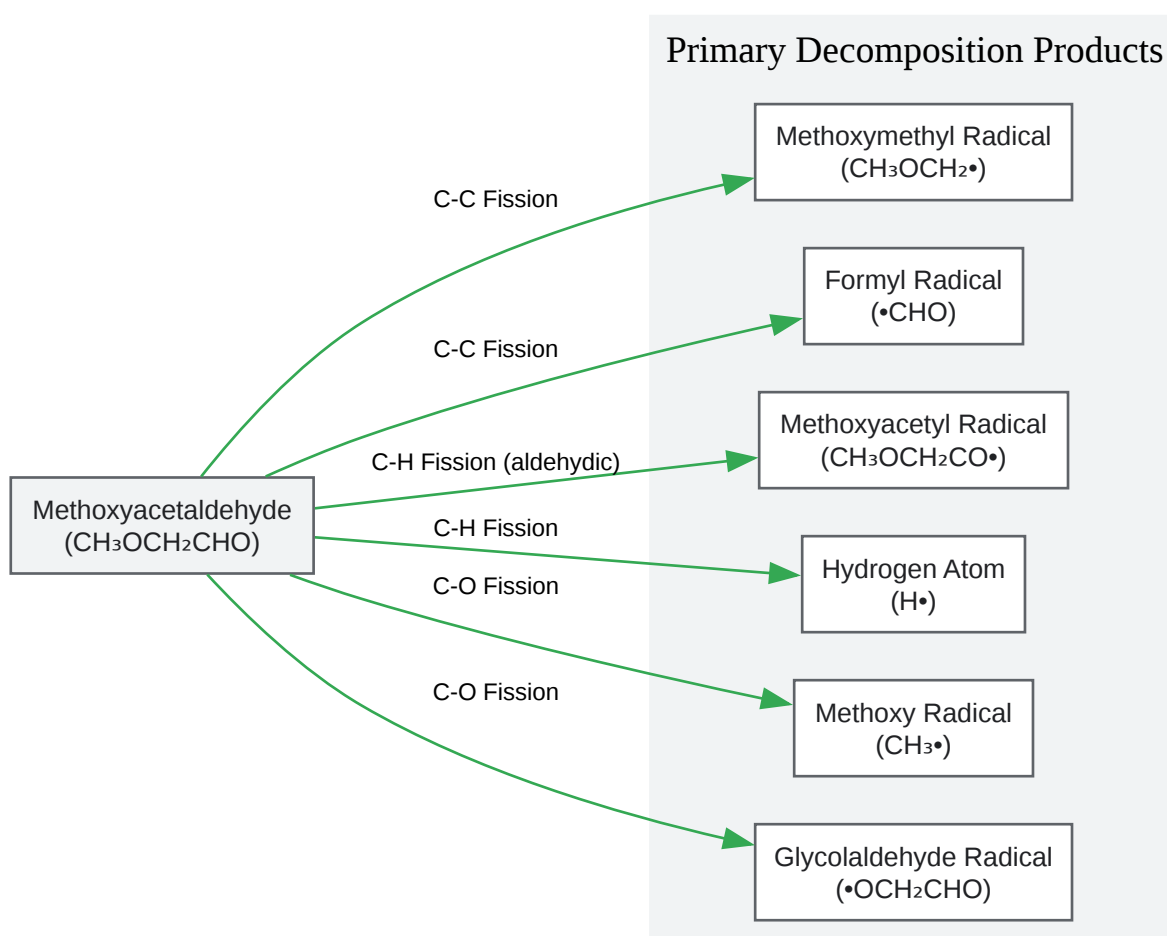 Primary Decomposition Products
Methoxymethyl Radical
(CH₃OCH₂•)
C-C Fission
Formyl Radical
(•CHO)
C-C Fission
Methoxyacetyl Radical
(CH₃OCH₂CO•)
C-H Fission (aldehydic)
Methoxyacetaldehyde
(CH₃OCH₂CHO)
C-H Fission
Hydrogen Atom
(H•)
C-O Fission
Methoxy Radical
(CH₃•)
C-O Fission
Glycolaldehyde Radical
(•OCH₂CHO)